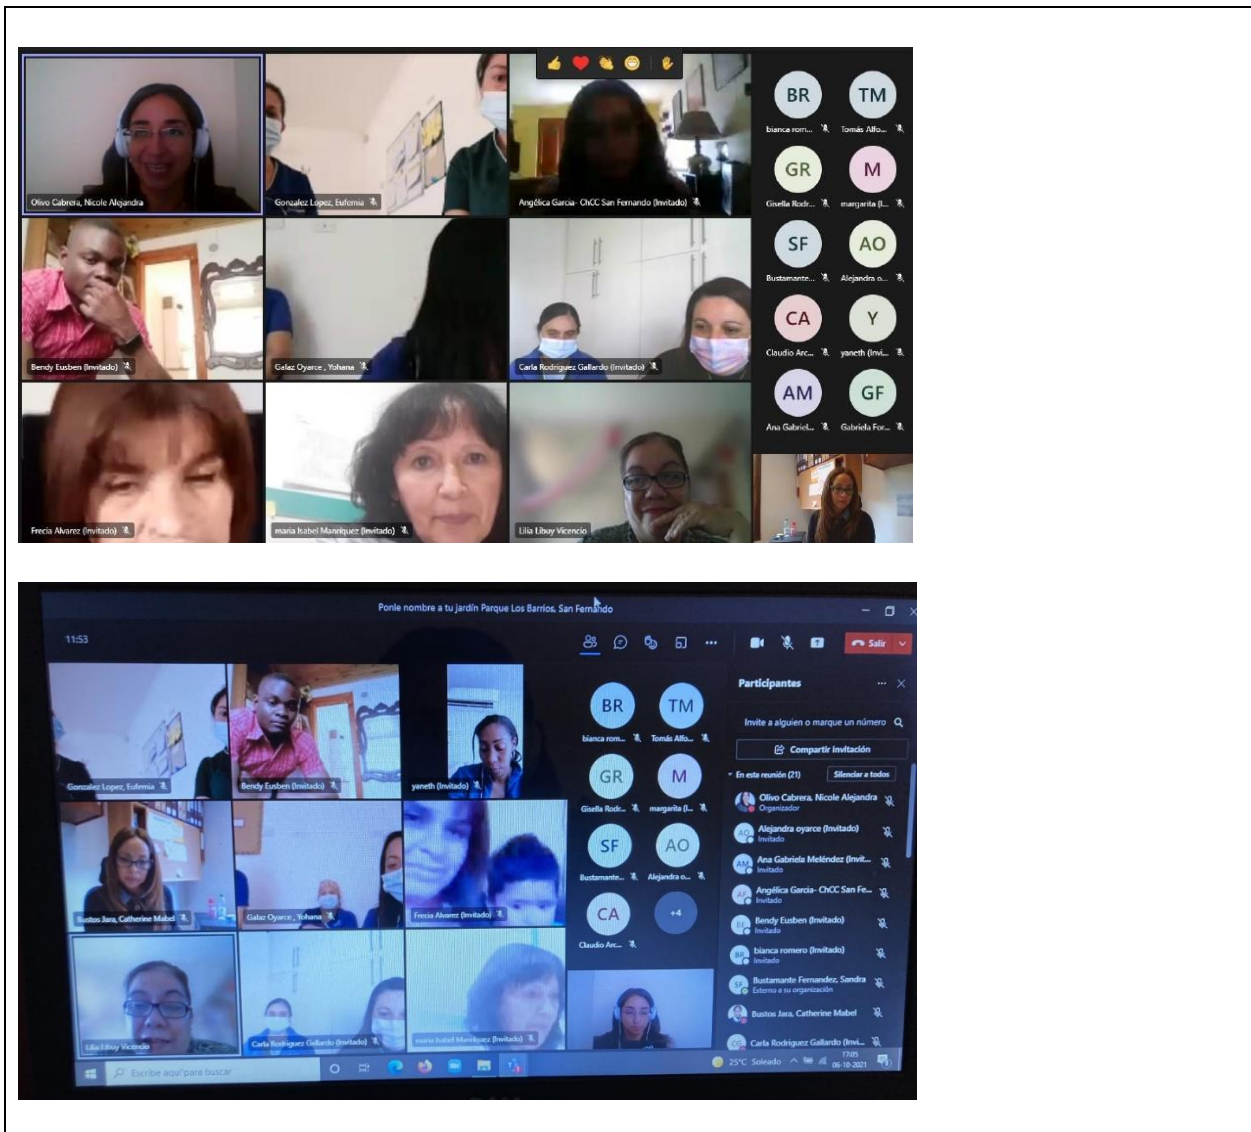 BR
TM
bianca rom...
Tomás Alfo...
Olivo Cabrera, Nicole Alejandra
Gonzalez Lopez, Eufemia
Angélica Garcia- ChCC San Fernando (Invitado)
GR
M
Gisella Rodr...
margarita (I...
SF
AO
Bustamante...
Alejandra o...
CA
Y
Claudio Arc...
yaneth (Invi...
Bendy Eusben (Invitado)
Galaz Oyarce , Yohana
Carla Rodriguez Gallardo (Invitado)
AM
GF
Ana Gabriel...
Gabriela For...
Frecia Alvarez (Invitado)
maria Isabel Manríquez (Invitado)
Lilia Libuy Vicencio
Ponle nombre a tu jardín Parque Los Barrios, San Fernando
11:53
Salir
Participantes
Invite a alguien o marque un número
Compartir invitación
En esta reunión (21)
Silenciar a todos
Gonzalez Lopez, Eufemia
Bendy Eusben (Invitado)
yaneth (Invitado)
BR
TM
bianca rom...
Tomás Alfo...
GR
M
Gisella Rodr...
margarita (I...
SF
AO
Bustamante...
Alejandra o...
CA
+4
Claudio Arc...
Bustos Jara, Catherine Mabel
Galaz Oyarce , Yohana
Frecia Alvarez (Invitado)
Lilia Libuy Vicencio
Carla Rodriguez Gallardo (Invitado)
maria Isabel Manríquez (Invitado)
Olivo Cabrera, Nicole Alejandra
Organizador
AO
Alejandra oyarce (Invitado)
Invitado
AM
Ana Gabriela Meléndez (Invit...
Invitado
Angélica Garcia- ChCC San Fe...
Invitado
BE
Bendy Eusben (Invitado)
Invitado
BR
bianca romero (Invitado)
Invitado
SF
Bustamante Fernandez, Sandra
Externo a su organización
Bustos Jara, Catherine Mabel
CG
Carla Rodriguez Gallardo (Invi...
Escribe aquí para buscar
25°C Soleado
17:05
06-10-2021